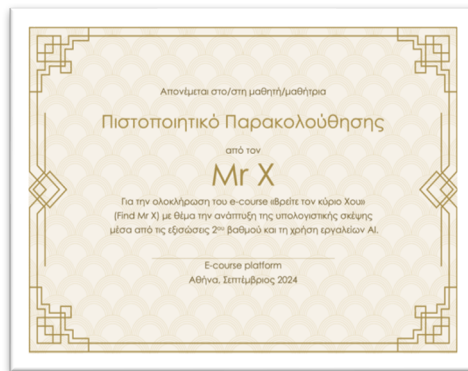 Απονέμεται στο/στη μαθητή/μαθήτρια
Πιστοποιητικό Παρακολούθησης
από τον
Mr X
Για την ολοκλήρωση του e-course «Βρείτε τον κύριο Χου»
(Find Mr X) με θέμα την ανάπτυξη της υπολογιστικής σκέψης
μέσα από τις εξισώσεις 2ου βαθμού και τη χρήση εργαλείων AI.
E-course platform
Αθήνα, Σεπτέμβριος 2024